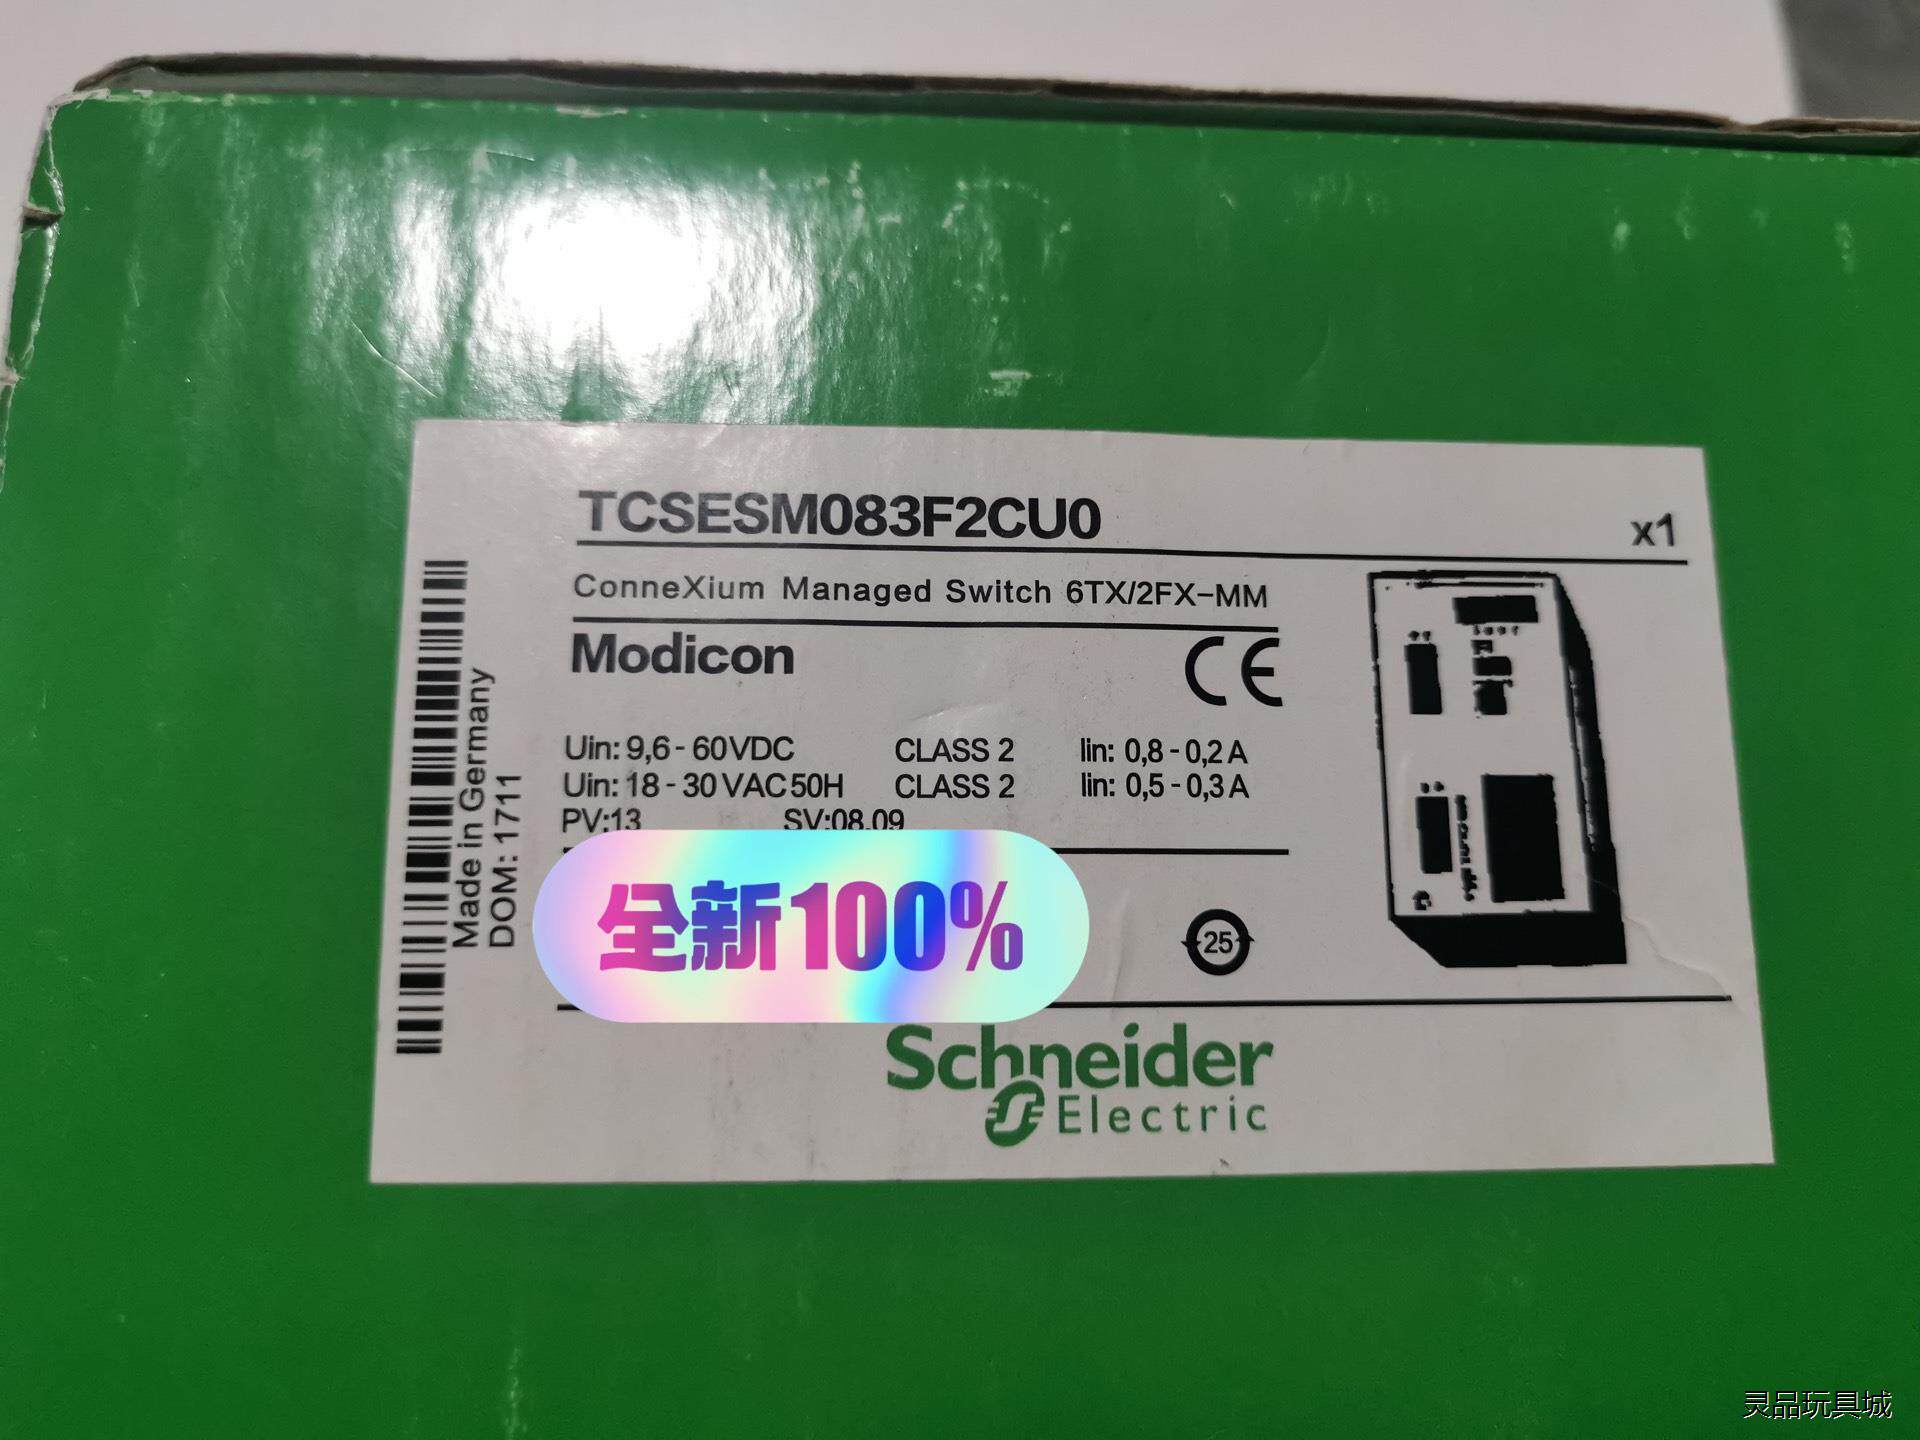 TCSESM083F2CU0
x1
ConneXium Managed Switch 6TX/2FX-MM
Modicon
CE
Uin: 9,6 - 60VDC CLASS 2 Iin: 0,8 - 0,2 A
Uin: 18 - 30 VAC50H CLASS 2 Iin: 0,5 - 0,3 A
PV:13 SV:08.09
全新100%
25
Schneider
Electric
Made in Germany
DOM: 1711
灵品玩具城